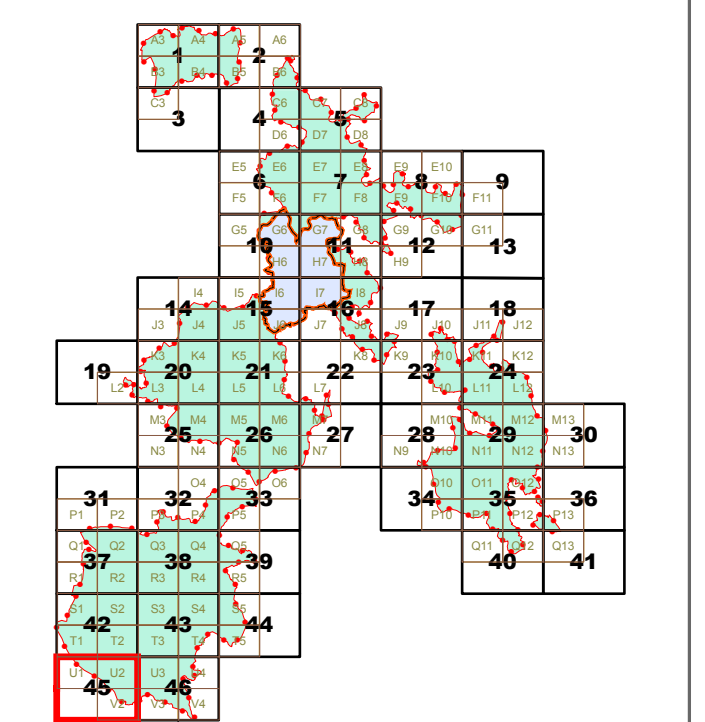 A3 A4 A5 A6
1 2
B3 B4 B5 B6
C3 C6 C7 C8
3 4 5
D6 D7 D8
E5 E6 E7 E8 E9 E10
6 7 8 9
F5 F6 F7 F8 F9 F10 F11
G5 G6 G7 G8 G9 G10 G11
10 11 12 13
H6 H7 H8 H9
I4 I5 I6 I7 I8
14 15 16 17 18
J3 J4 J5 J6 J7 J8 J9 J10 J11 J12
K3 K4 K5 K6 K8 K9 K10 K11 K12
19 20 21 22 23 24
L2 L3 L4 L5 L6 L7 L10 L11 L12
M3 M4 M5 M6 M7 M10 M11 M12 M13
25 26 27 28 29 30
N3 N4 N5 N6 N7 N9 N10 N11 N12 N13
O4 O5 O6 O10 O11 O12
31 32 33 34 35 36
P1 P2 P3 P4 P5 P10 P11 P12 P13
Q1 Q2 Q3 Q4 Q5 Q11 Q12 Q13
37 38 39 40 41
R1 R2 R3 R4 R5
S1 S2 S3 S4 S5
42 43 44
T1 T2 T3 T4 T5
U1 U2 U3 U4
45 46
V2 V3 V4